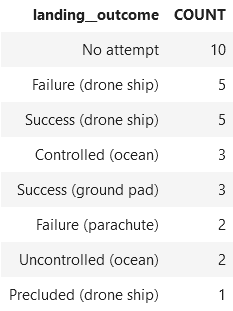 landing__outcome COUNT
No attempt 10
Failure (drone ship) 5
Success (drone ship) 5
Controlled (ocean) 3
Success (ground pad) 3
Failure (parachute) 2
Uncontrolled (ocean) 2
Precluded (drone ship) 1